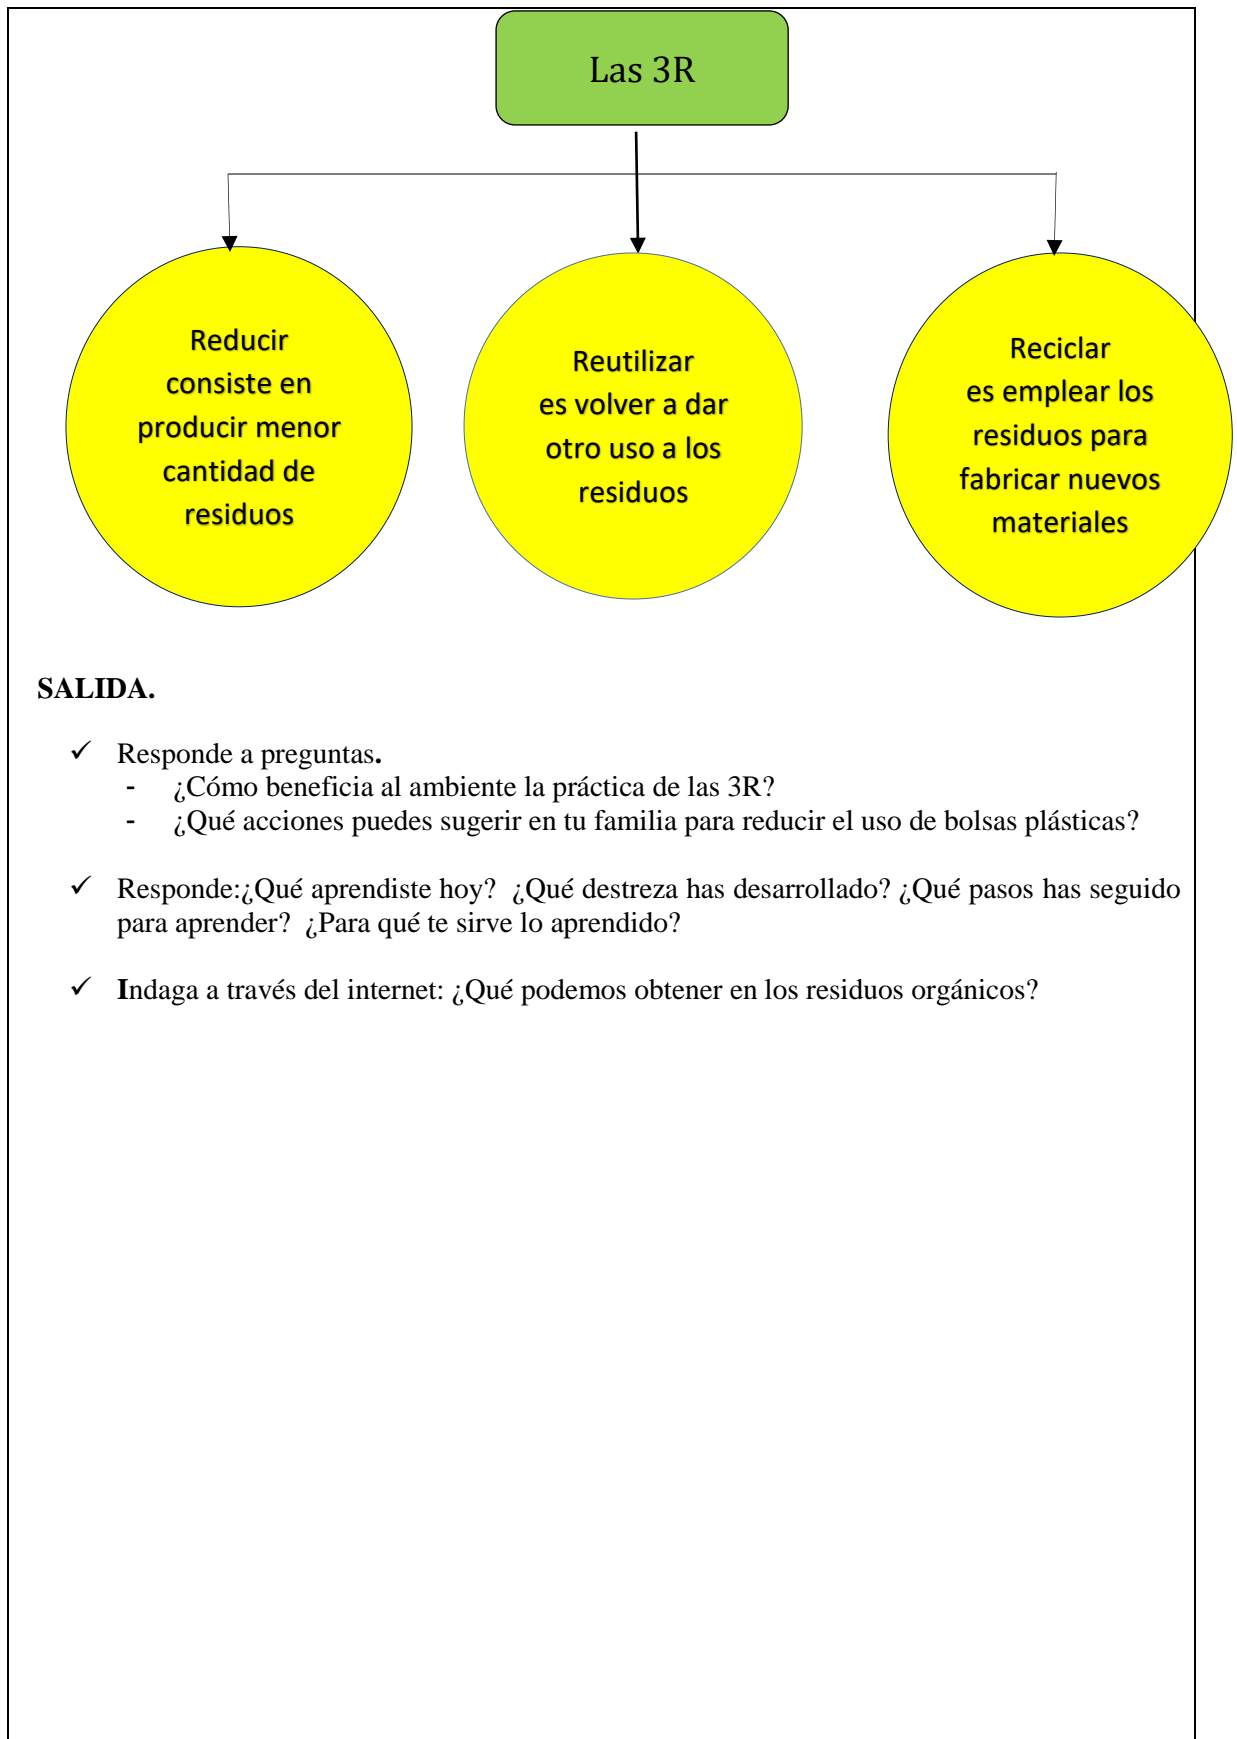 Las 3R
Reducir
consiste en
producir menor
cantidad de
residuos
Reutilizar
es volver a dar
otro uso a los
residuos
Reciclar
es emplear los
residuos para
fabricar nuevos
materiales
SALIDA.
✓ Responde a preguntas.
- ¿Cómo beneficia al ambiente la práctica de las 3R?
- ¿Qué acciones puedes sugerir en tu familia para reducir el uso de bolsas plásticas?
✓ Responde:¿Qué aprendiste hoy? ¿Qué destreza has desarrollado? ¿Qué pasos has seguido
para aprender? ¿Para qué te sirve lo aprendido?
✓ Indaga a través del internet: ¿Qué podemos obtener en los residuos orgánicos?